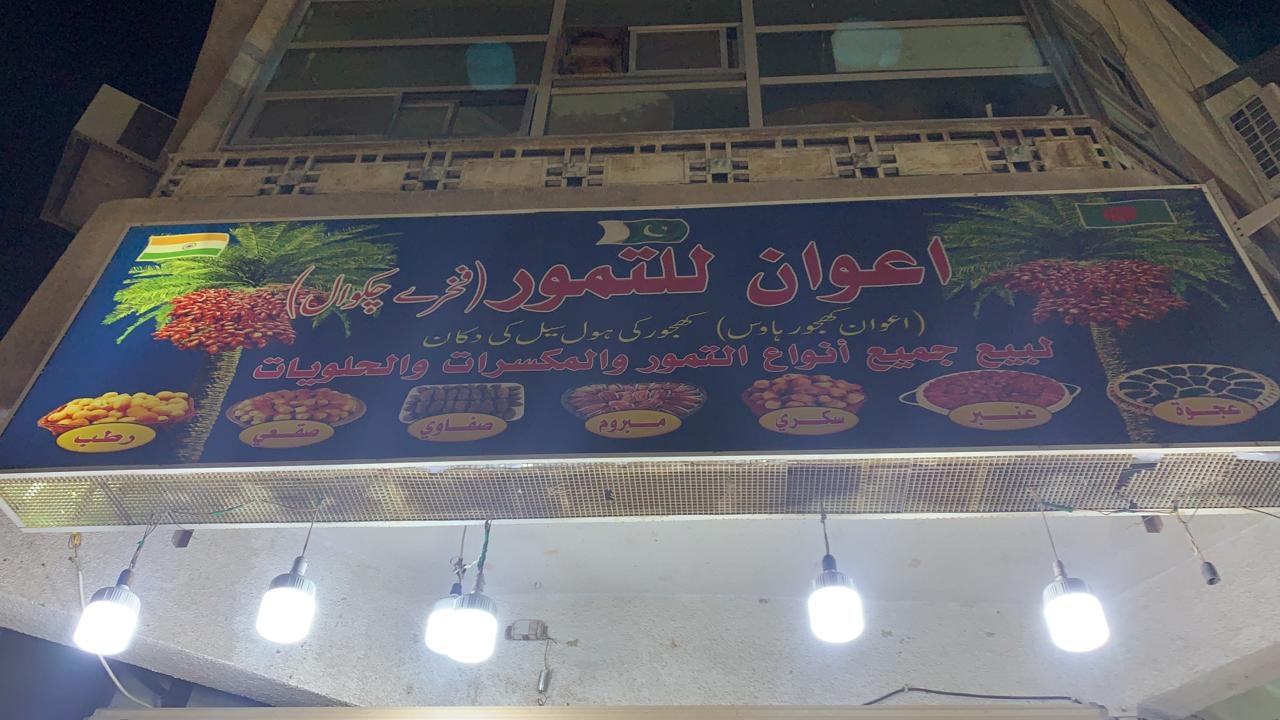 اعوان للتمور (فخرے چکوال)
(اعوان کھجور ہاوس) کھجور کی ہول سیل کی دکان
لبيع جميع أنواع التمور والمكسرات والحلويات
عجوة عنبر سكري مبروم صفاوي صقعي رطب